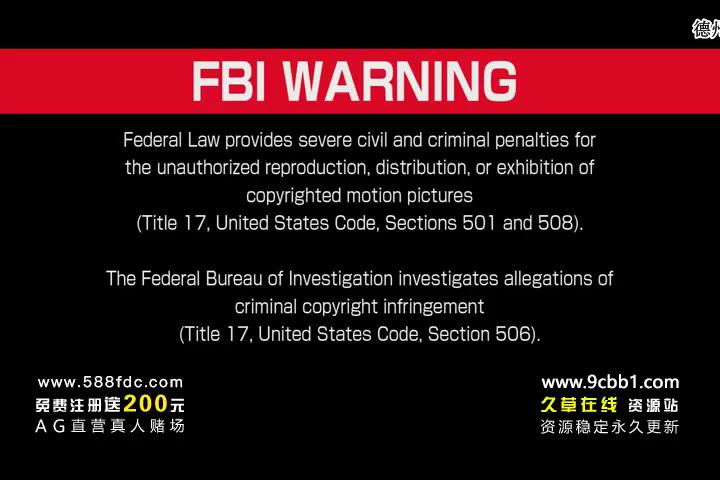 德州
FBI WARNING
Federal Law provides severe civil and criminal penalties for
the unauthorized reproduction, distribution, or exhibition of
copyrighted motion pictures
(Title 17, United States Code, Sections 501 and 508).
The Federal Bureau of Investigation investigates allegations of
criminal copyright infringement
(Title 17, United States Code, Section 506).
www.588fdc.com
免费注册送200元
AG直营真人赌场
www.9cbb1.com
久草在线 资源站
资源稳定永久更新